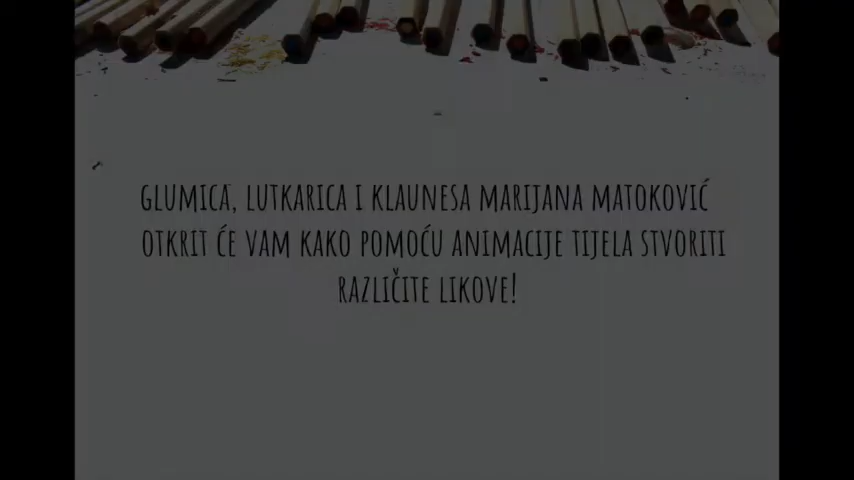 GLUMICA, LUTKARICA I KLAUNESA MARIJANA MATOKOVIĆ
OTKRIT ĆE VAM KAKO POMOĆU ANIMACIJE TIJELA STVORITI
RAZLIČITE LIKOVE!